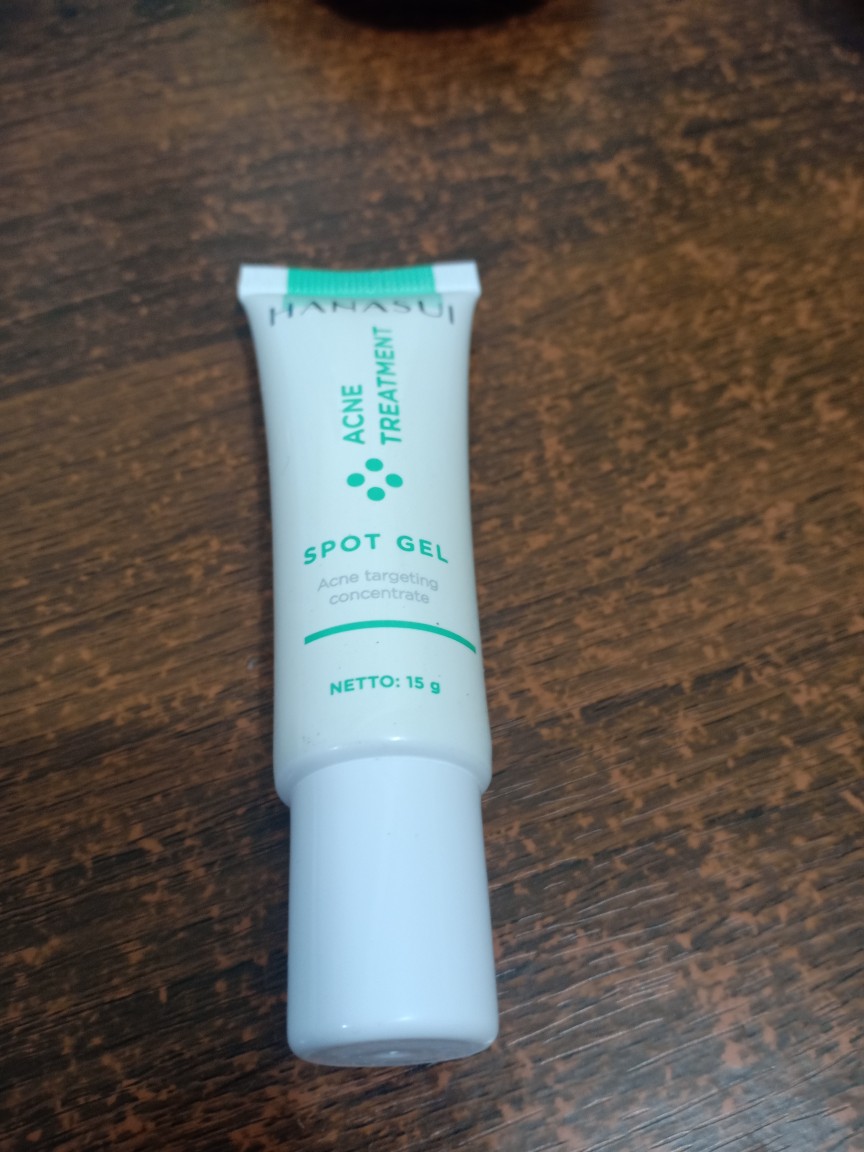 HANASUI
ACNE
TREATMENT
SPOT GEL
Acne targeting
concentrate
NETTO: 15 g